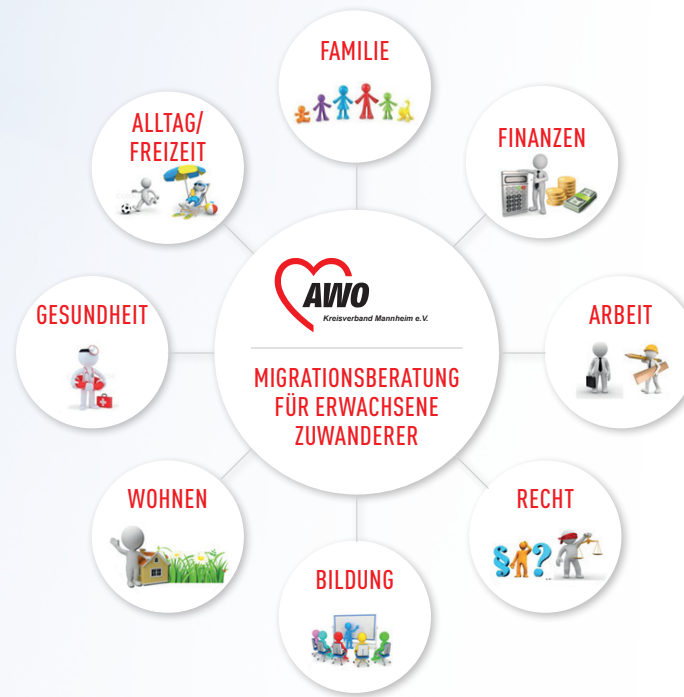 FAMILIE
ALLTAG/
FREIZEIT
FINANZEN
GESUNDHEIT
AWO
Kreisverband Mannheim e.V.
ARBEIT
MIGRATIONSBERATUNG
FÜR ERWACHSENE
ZUWANDERER
WOHNEN
RECHT
§ ?
BILDUNG